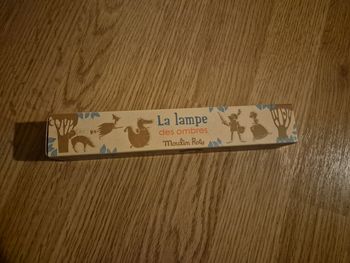 La lampe
des ombres
Moulin Roty